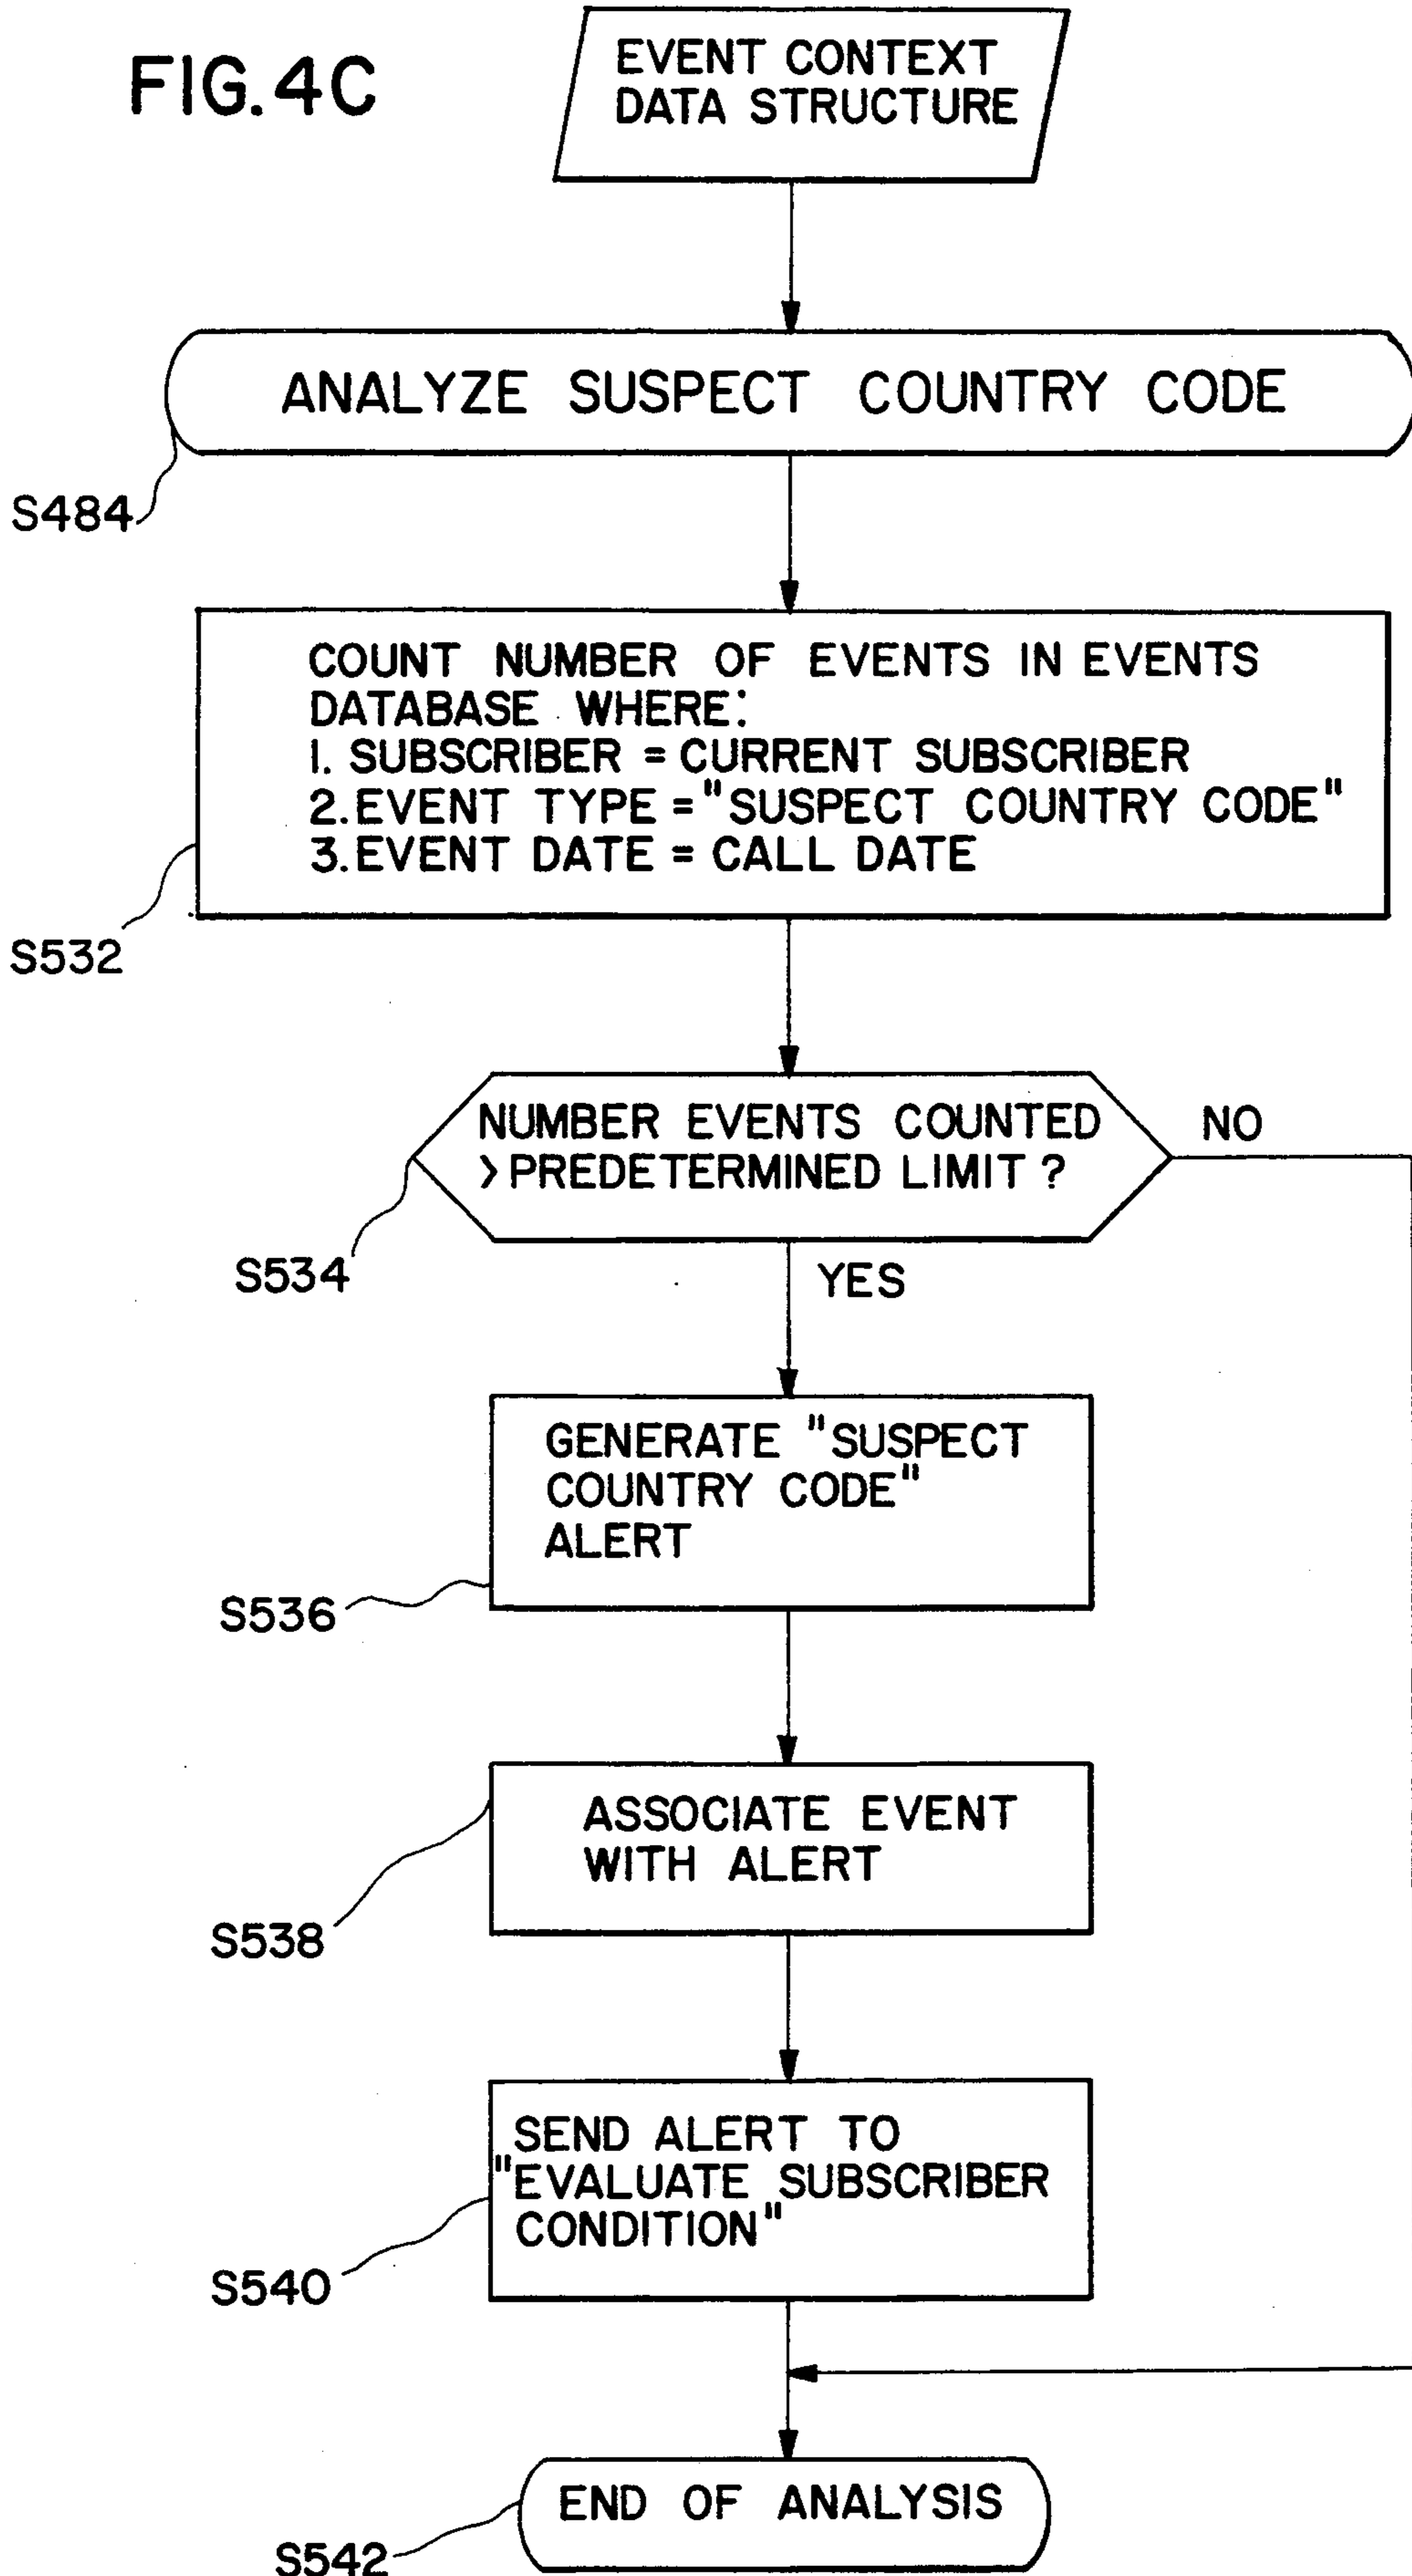 FIG. 4C
EVENT CONTEXT
DATA STRUCTURE
ANALYZE SUSPECT COUNTRY CODE
S484
COUNT NUMBER OF EVENTS IN EVENTS
DATABASE WHERE:
1. SUBSCRIBER = CURRENT SUBSCRIBER
2. EVENT TYPE = "SUSPECT COUNTRY CODE"
3. EVENT DATE = CALL DATE
S532
NUMBER EVENTS COUNTED
> PREDETERMINED LIMIT ?
NO
S534
YES
GENERATE "SUSPECT
COUNTRY CODE"
ALERT
S536
ASSOCIATE EVENT
WITH ALERT
S538
SEND ALERT TO
"EVALUATE SUBSCRIBER
CONDITION"
S540
END OF ANALYSIS
S542